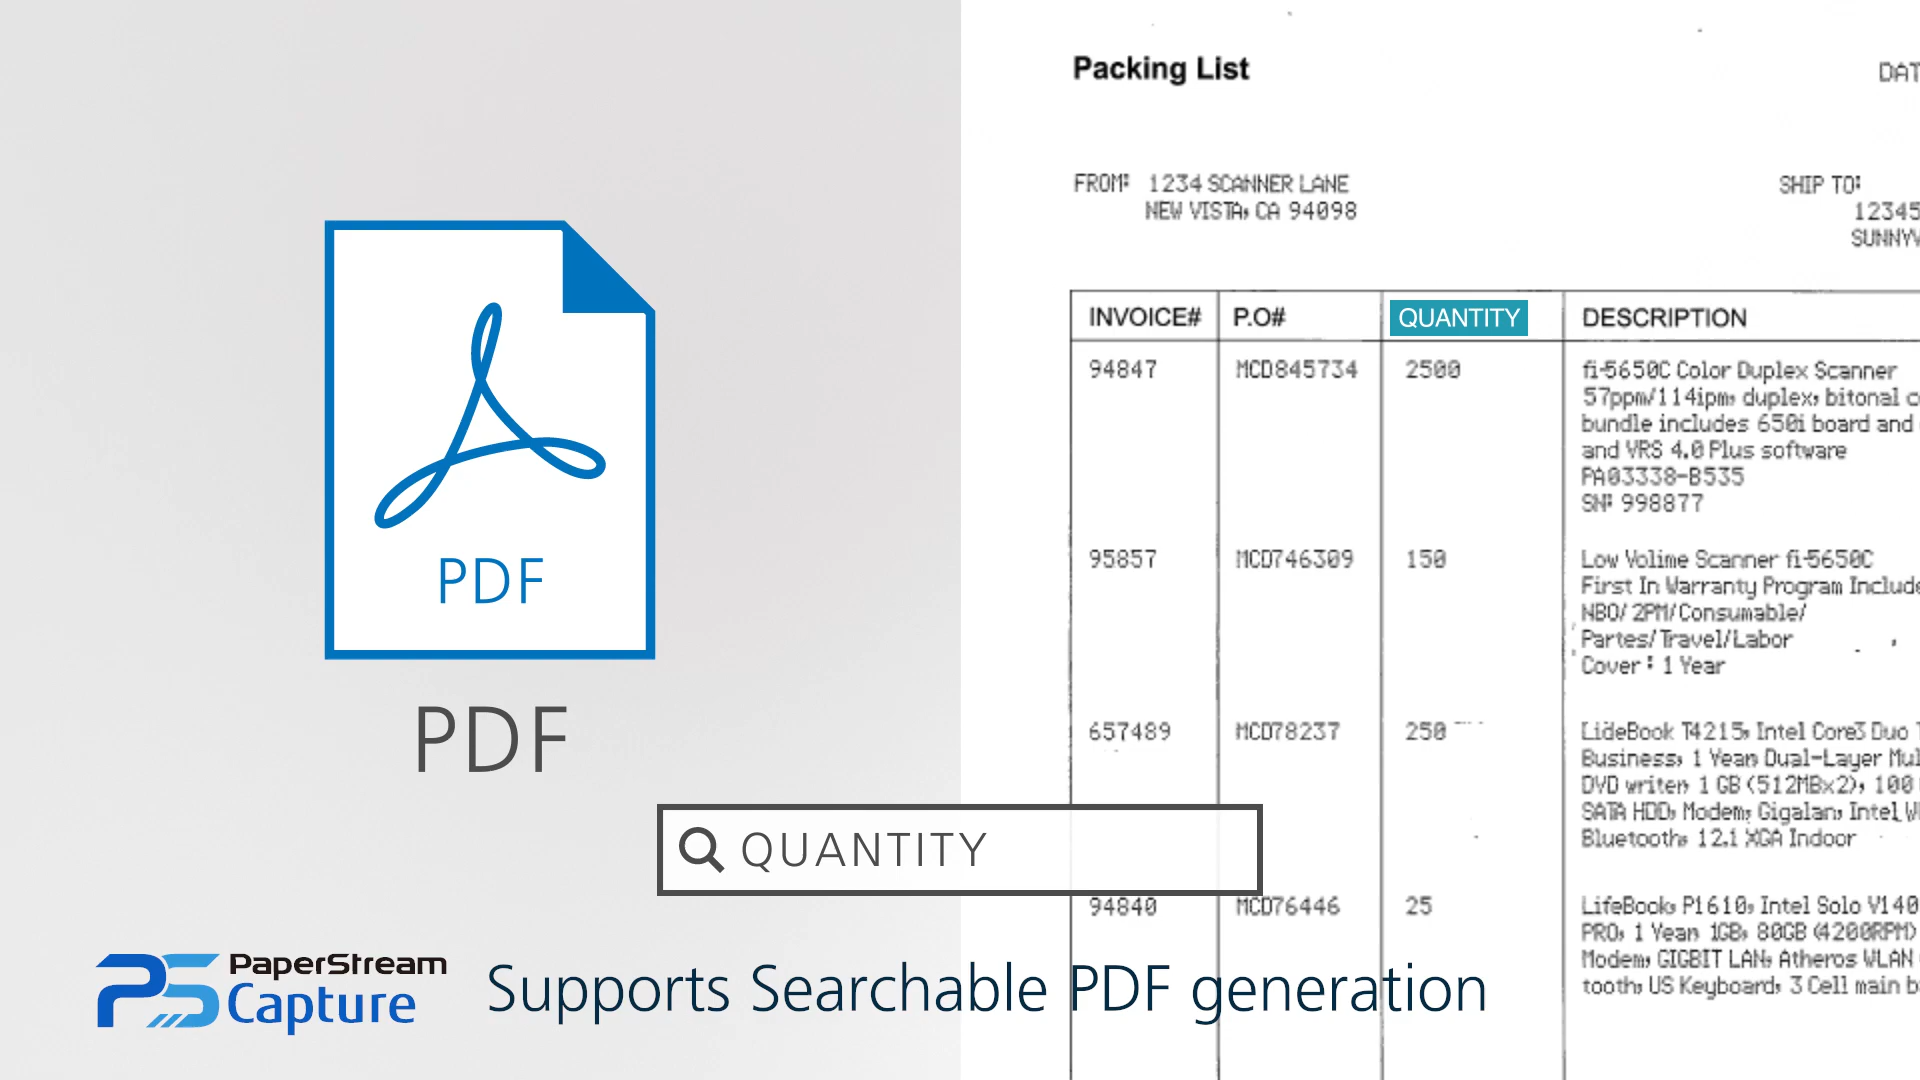 PDF
PDF
QUANTITY
PaperStream
Capture
Supports Searchable PDF generation
Packing List
FROM: 1234 SCANNER LANE
NEW VISTA, CA 94098
SHIP TO:
12345
INVOICE# P.O# QUANTITY DESCRIPTION
94847 MCD845734 2500 fi-5650C Color Duplex Scanner
57ppm/114ipm, duplex, bitonal
bundle includes 650i board and
and VRS 4.0 Plus software
PA03338-B535
SN: 998877
95857 MCD746309 150 Low Volime Scanner fi-5650C
First In Warranty Program Include
NBO/ 2PM/Consumable/
Partes/Travel/Labor
Cover : 1 Year
657489 MCD78237 250 LideBook T4215, Intel Core3 Duo
Business, 1 Year, Dual-Layer
DVD writer, 1 GB (512MBx2), 100
SATA HDD, Modem, Gigalan, Intel
Bluetooth, 12.1 XGA Indoor
94840 MCD76446 25 LifeBook, P1610, Intel Solo V140
PRO, 1 Year, 1GB, 80GB (4200RPM)
Modem, GIGBIT LAN, Atheros WLAN
tooth, US Keyboard, 3 Cell main